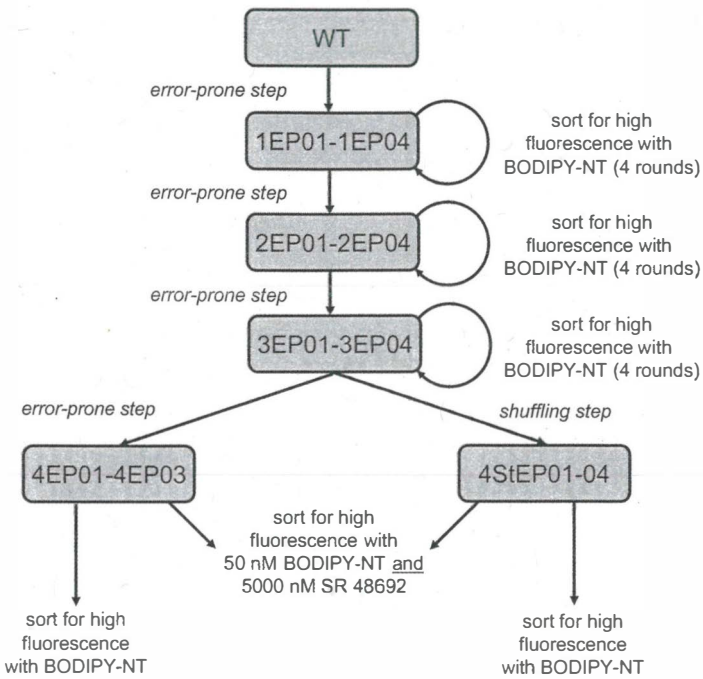 WT
error-prone step
1EP01-1EP04
sort for high
fluorescence with
BODIPY-NT (4 rounds)
error-prone step
2EP01-2EP04
sort for high
fluorescence with
BODIPY-NT (4 rounds)
error-prone step
3EP01-3EP04
sort for high
fluorescence with
BODIPY-NT (4 rounds)
error-prone step
shuffling step
4EP01-4EP03
4StEP01-04
sort for high
fluorescence with
50 nM BODIPY-NT and
5000 nM SR 48692
sort for high
fluorescence
with BODIPY-NT
sort for high
fluorescence
with BODIPY-NT